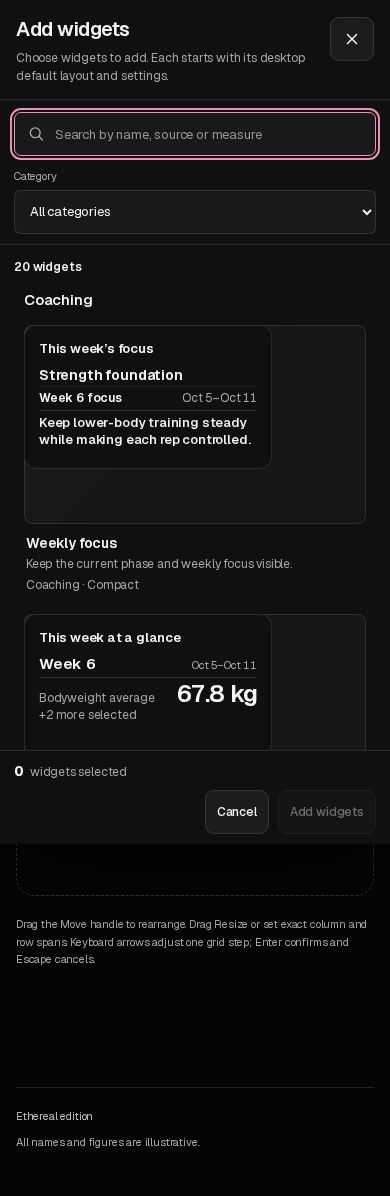 Add widgets
Choose widgets to add. Each starts with its desktop
default layout and settings.
Search by name, source or measure
Category
All categories
20 widgets
Coaching
This week's focus
Strength foundation
Week 6 focus Oct 5–Oct 11
Keep lower-body training steady
while making each rep controlled.
Weekly focus
Keep the current phase and weekly focus visible.
Coaching · Compact
This week at a glance
Week 6 Oct 5–Oct 11
Bodyweight average 67.8 kg
+2 more selected
0 widgets selected
Cancel Add widgets
Drag the Move handle to rearrange. Drag Resize or set exact column and
row spans. Keyboard arrows adjust one grid step; Enter confirms and
Escape cancels.
Ethereal edition
All names and figures are illustrative.